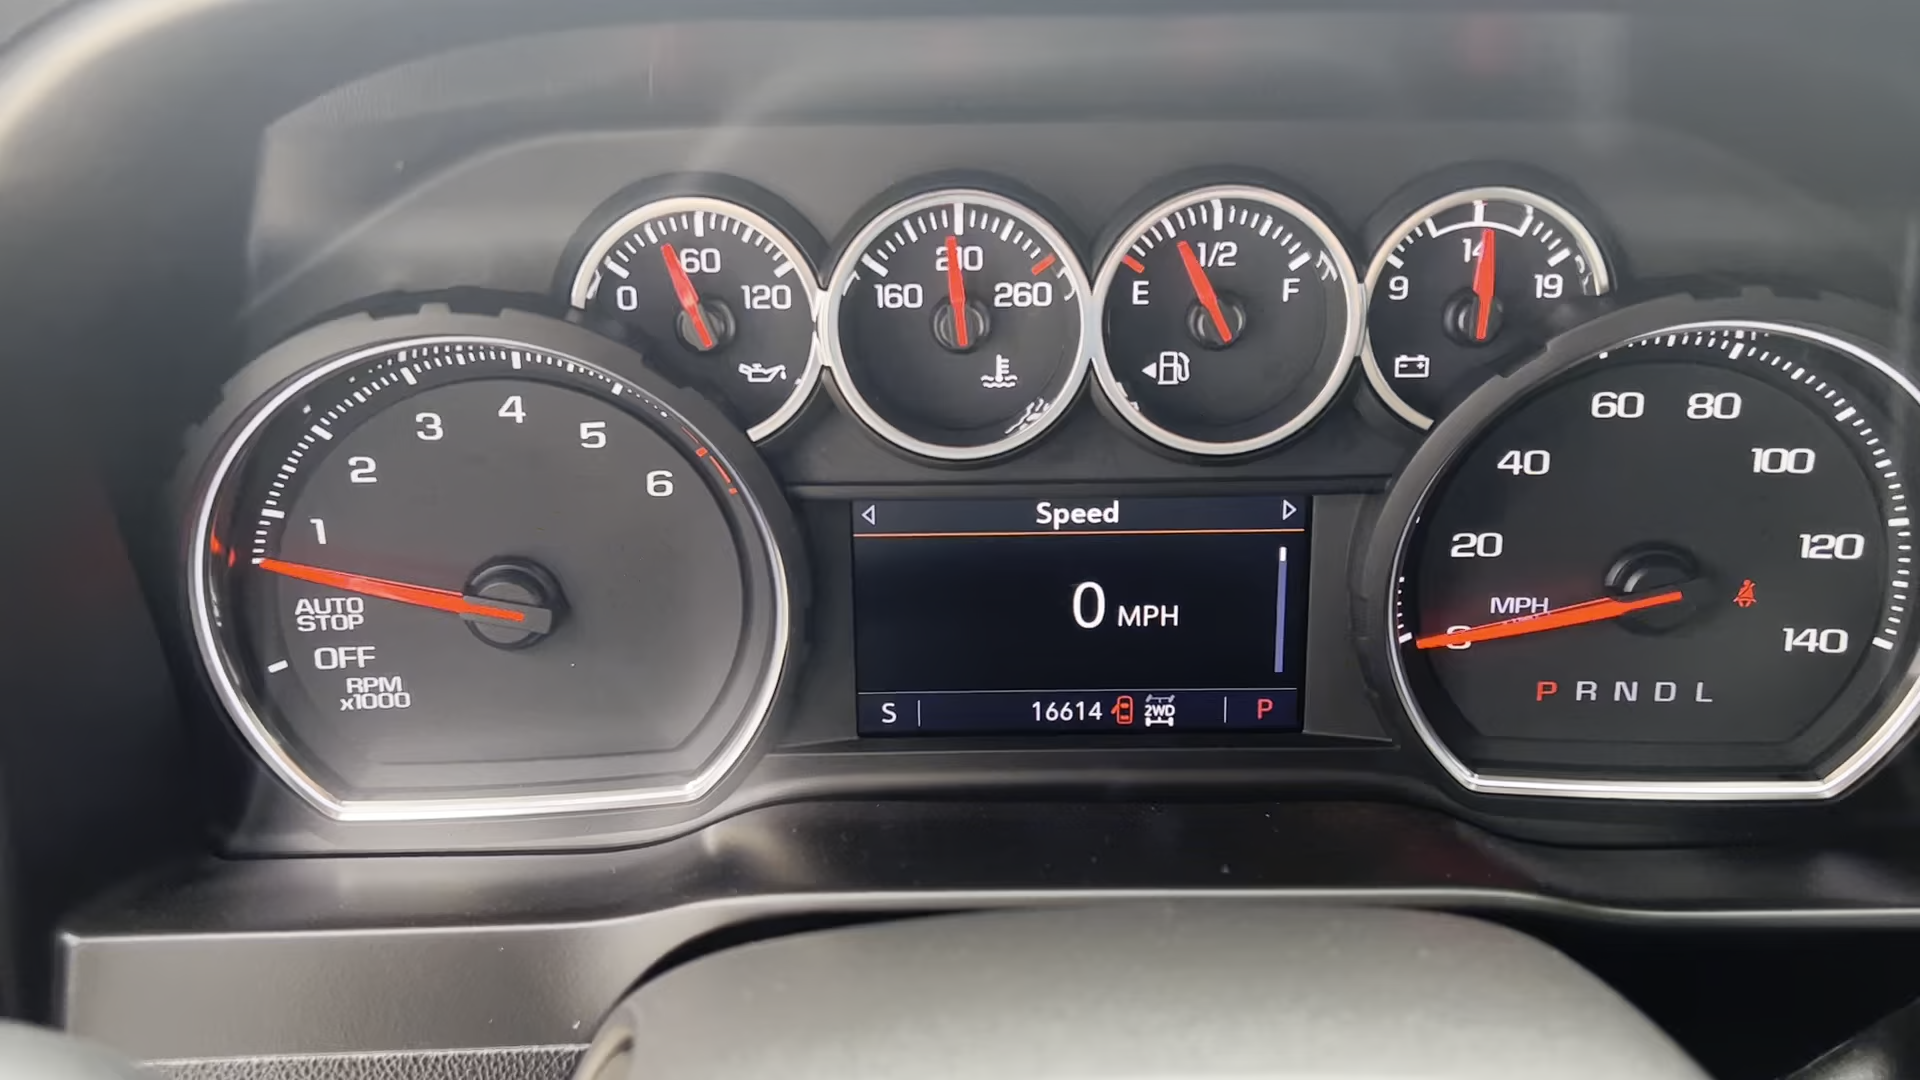 0 60 120
160 210 260
E 1/2 F
9 14 19
1 2 3 4 5 6
AUTO
STOP
OFF
RPM
x1000
Speed
0 MPH
S 16614 2WD P
0 20 40 60 80 100 120 140
MPH
P R N D L